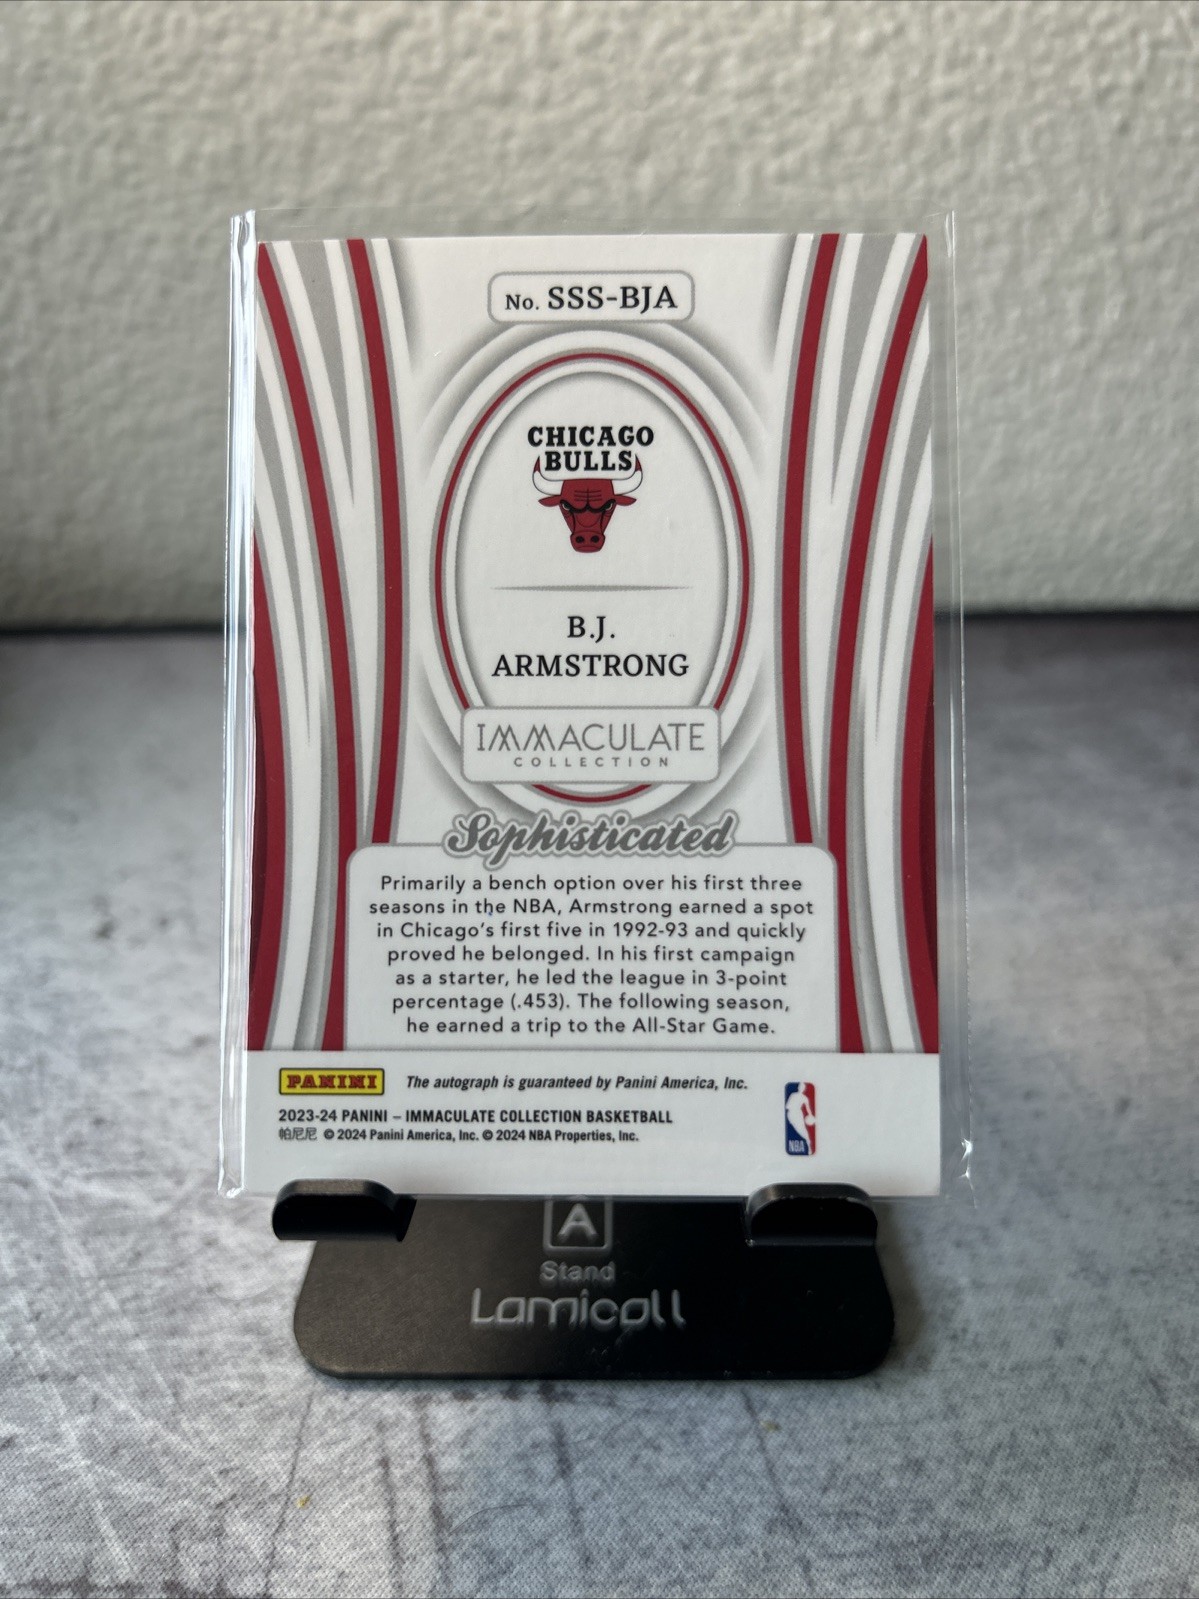 No. SSS-BJA
CHICAGO
BULLS
B.J.
ARMSTRONG
IMMACULATE
COLLECTION
Sophisticated
Primarily a bench option over his first three
seasons in the NBA, Armstrong earned a spot
in Chicago's first five in 1992-93 and quickly
proved he belonged. In his first campaign
as a starter, he led the league in 3-point
percentage (.453). The following season,
he earned a trip to the All-Star Game.
PANINI The autograph is guaranteed by Panini America, Inc.
2023-24 PANINI – IMMACULATE COLLECTION BASKETBALL
帕尼尼 © 2024 Panini America, Inc. © 2024 NBA Properties, Inc.
NBA
A
Stand
Lamicall